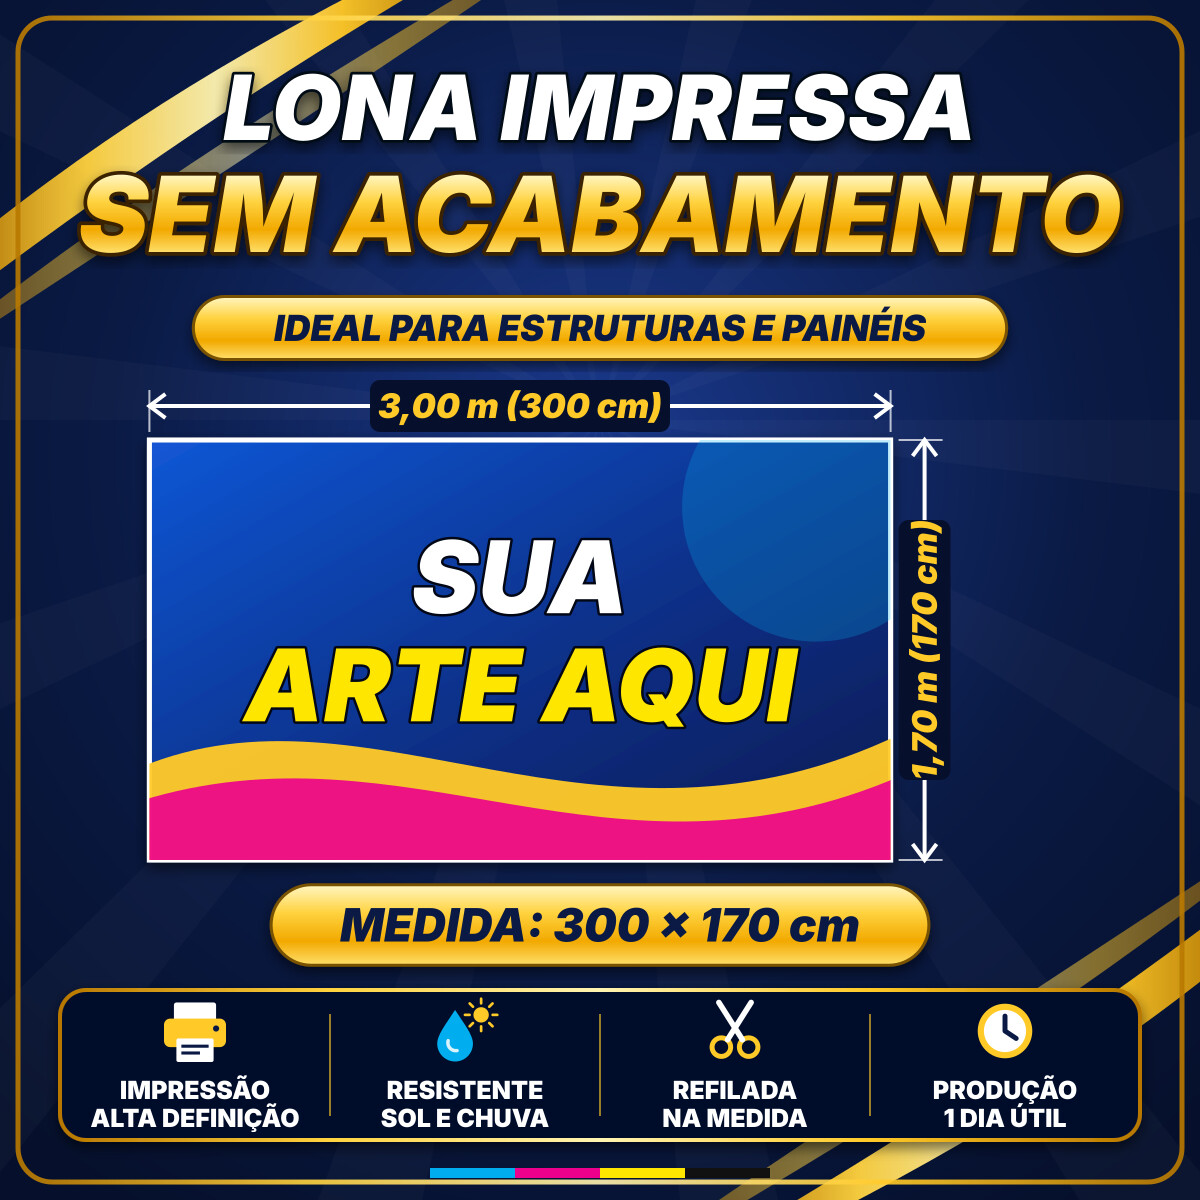 LONA IMPRESSA
SEM ACABAMENTO
IDEAL PARA ESTRUTURAS E PAINÉIS
3,00 m (300 cm)
1,70 m (170 cm)
SUA
ARTE AQUI
MEDIDA: 300 × 170 cm
IMPRESSÃO
ALTA DEFINIÇÃO
RESISTENTE
SOL E CHUVA
REFILADA
NA MEDIDA
PRODUÇÃO
1 DIA ÚTIL